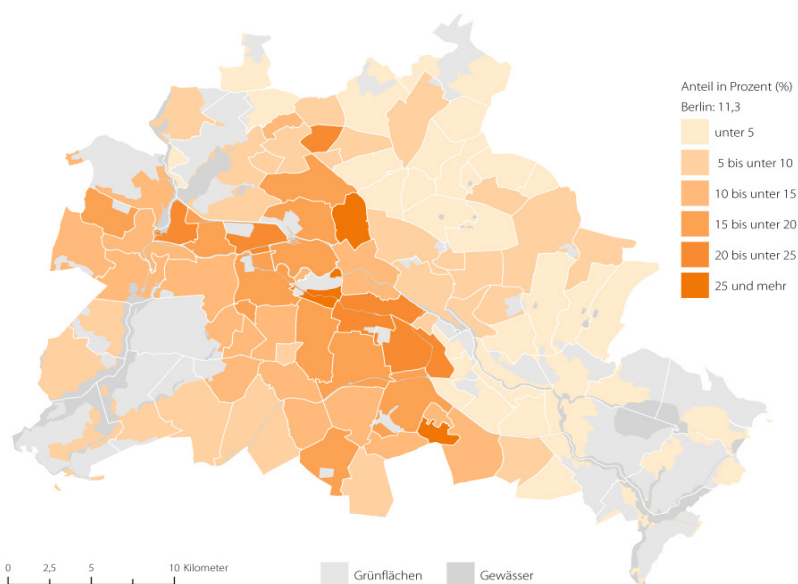 Anteil in Prozent (%)
Berlin: 11,3
unter 5
5 bis unter 10
10 bis unter 15
15 bis unter 20
20 bis unter 25
25 und mehr
0 2,5 5 10 Kilometer
Grünflächen Gewässer